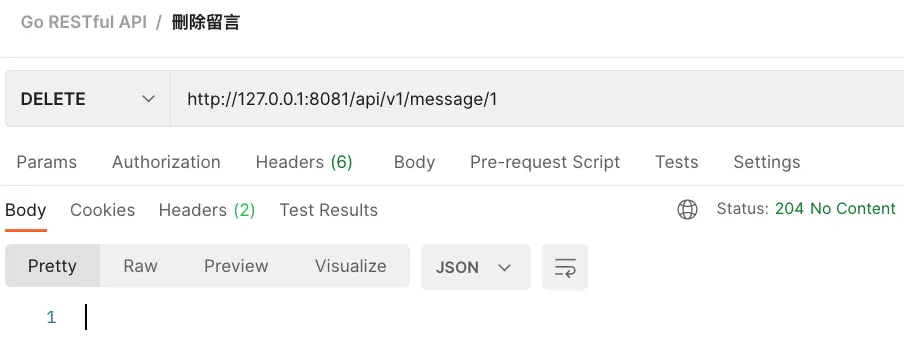 Go RESTful API / 刪除留言
DELETE http://127.0.0.1:8081/api/v1/message/1
Params Authorization Headers (6) Body Pre-request Script Tests Settings
Body Cookies Headers (2) Test Results Status: 204 No Content
Pretty Raw Preview Visualize JSON
1